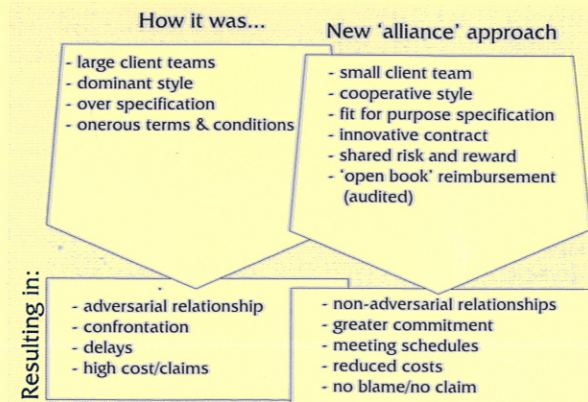 How it was...
- large client teams
- dominant style
- over specification
- onerous terms & conditions
New 'alliance' approach
- small client team
- cooperative style
- fit for purpose specification
- innovative contract
- shared risk and reward
- 'open book' reimbursement
(audited)
Resulting in:
- adversarial relationship
- confrontation
- delays
- high cost/claims
- non-adversarial relationships
- greater commitment
- meeting schedules
- reduced costs
- no blame/no claim